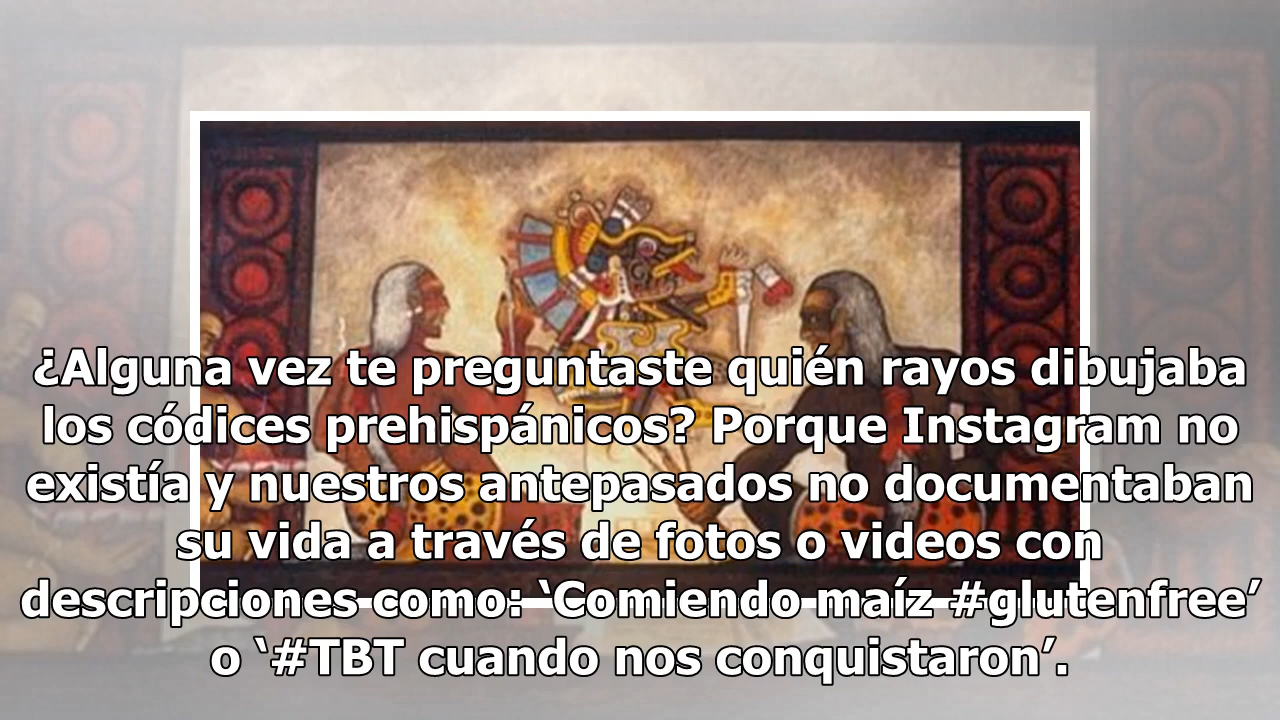 ¿Alguna vez te preguntaste quién rayos dibujaba
los códices prehispánicos? Porque Instagram no
existía y nuestros antepasados no documentaban
su vida a través de fotos o videos con
descripciones como: ‘Comiendo maíz #glutenfree’
o ‘#TBT cuando nos conquistaron’.